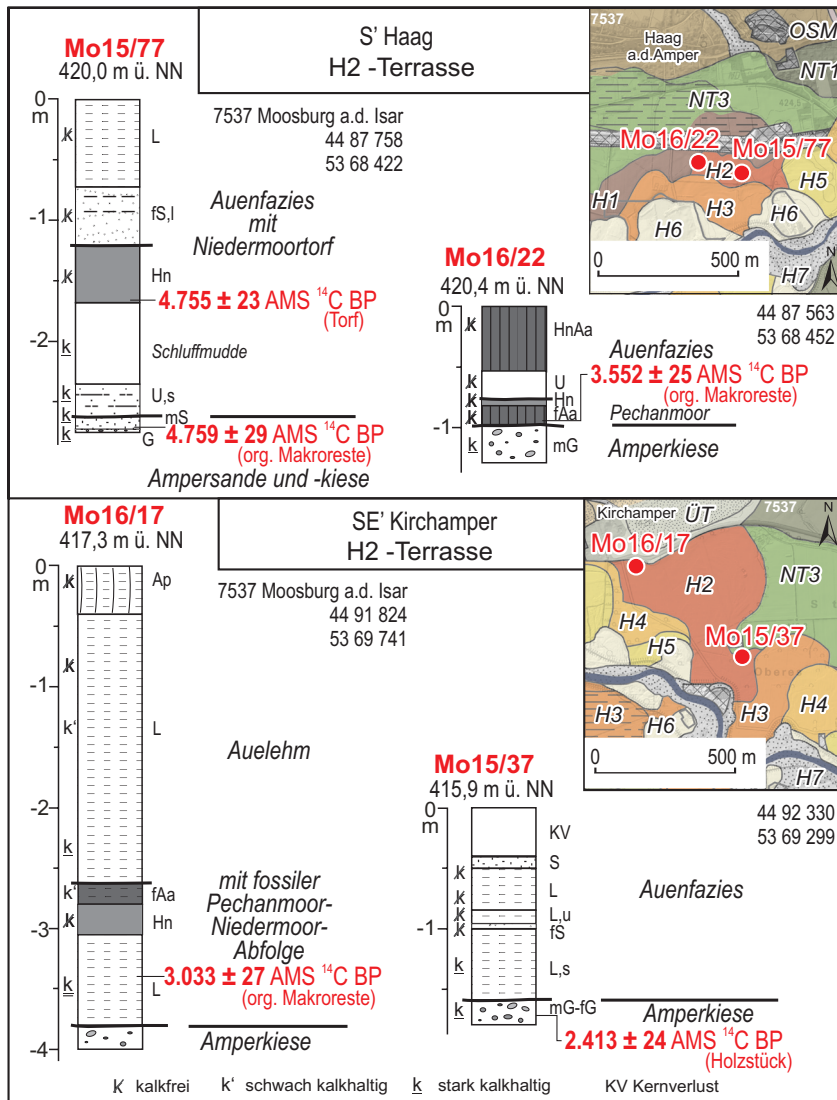 Mo15/77
420,0 m ü. NN
S' Haag
H2 -Terrasse
7537 Moosburg a.d. Isar
44 87 758
53 68 422
0
m
-1
-2
k
k
k
k
k
k
k
L
fS,l
Hn
Schluffmudde
U,s
mS
G
Auenfazies
mit
Niedermoortorf
4.755 ± 23 AMS 14C BP
(Torf)
4.759 ± 29 AMS 14C BP
(org. Makroreste)
Ampersande und -kiese
7537
Haag
a.d.Amper
OSM
NT1
NT3
424,5
Mo16/22
Mo15/77
H2
H5
H1
H3
H6
H6
H7
N
0
500 m
Mo16/22
420,4 m ü. NN
44 87 563
53 68 452
0
m
-1
k
k
k
k
k
HnAa
U
Hn
fAa
mG
Auenfazies
3.552 ± 25 AMS 14C BP
(org. Makroreste)
Pechanmoor
Amperkiese
Mo16/17
417,3 m ü. NN
SE' Kirchamper
H2 -Terrasse
7537 Moosburg a.d. Isar
44 91 824
53 69 741
0
m
-1
-2
-3
-4
k
k
k‘
k
k‘
k
k
Ap
L
fAa
Hn
L
Auelehm
mit fossiler
Pechanmoor-
Niedermoor-
Abfolge
3.033 ± 27 AMS 14C BP
(org. Makroreste)
Amperkiese
Kirchamper
ÜT
7537
N
Mo16/17
H2
NT3
H4
Mo15/37
H5
Oberes
H3
H6
H3
H4
H7
0
500 m
Mo15/37
415,9 m ü. NN
44 92 330
53 69 299
0
m
-1
k
k
k
k
k
k
KV
S
L
L,u
fS
L,s
mG-fG
Auenfazies
Amperkiese
2.413 ± 24 AMS 14C BP
(Holzstück)
k kalkfrei k‘ schwach kalkhaltig k stark kalkhaltig KV Kernverlust